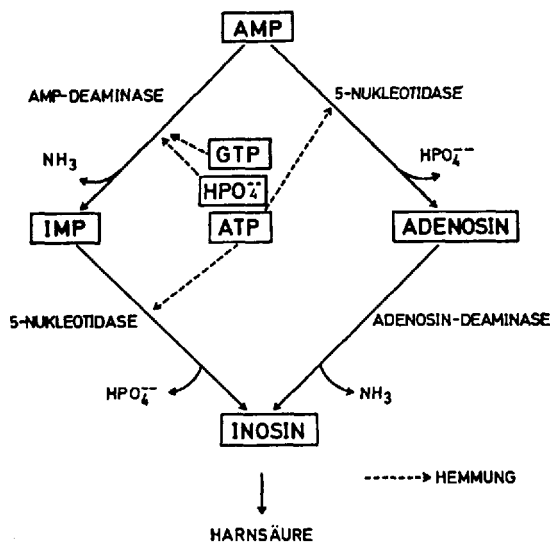 AMP
AMP-DEAMINASE
5-NUKLEOTIDASE
GTP
NH3
HPO4--
HPO4--
IMP
ATP
ADENOSIN
5-NUKLEOTIDASE
ADENOSIN-DEAMINASE
HPO4--
NH3
INOSIN
HEMMUNG
HARNSÄURE